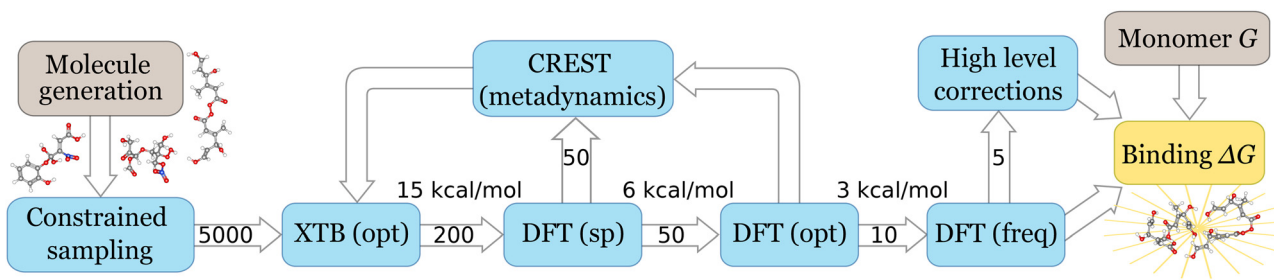 Molecule
generation
Constrained
sampling
5000
XTB (opt)
15 kcal/mol
200
DFT (sp)
50
CREST
(metadynamics)
6 kcal/mol
50
DFT (opt)
3 kcal/mol
10
DFT (freq)
5
High level
corrections
Monomer G
Binding ΔG